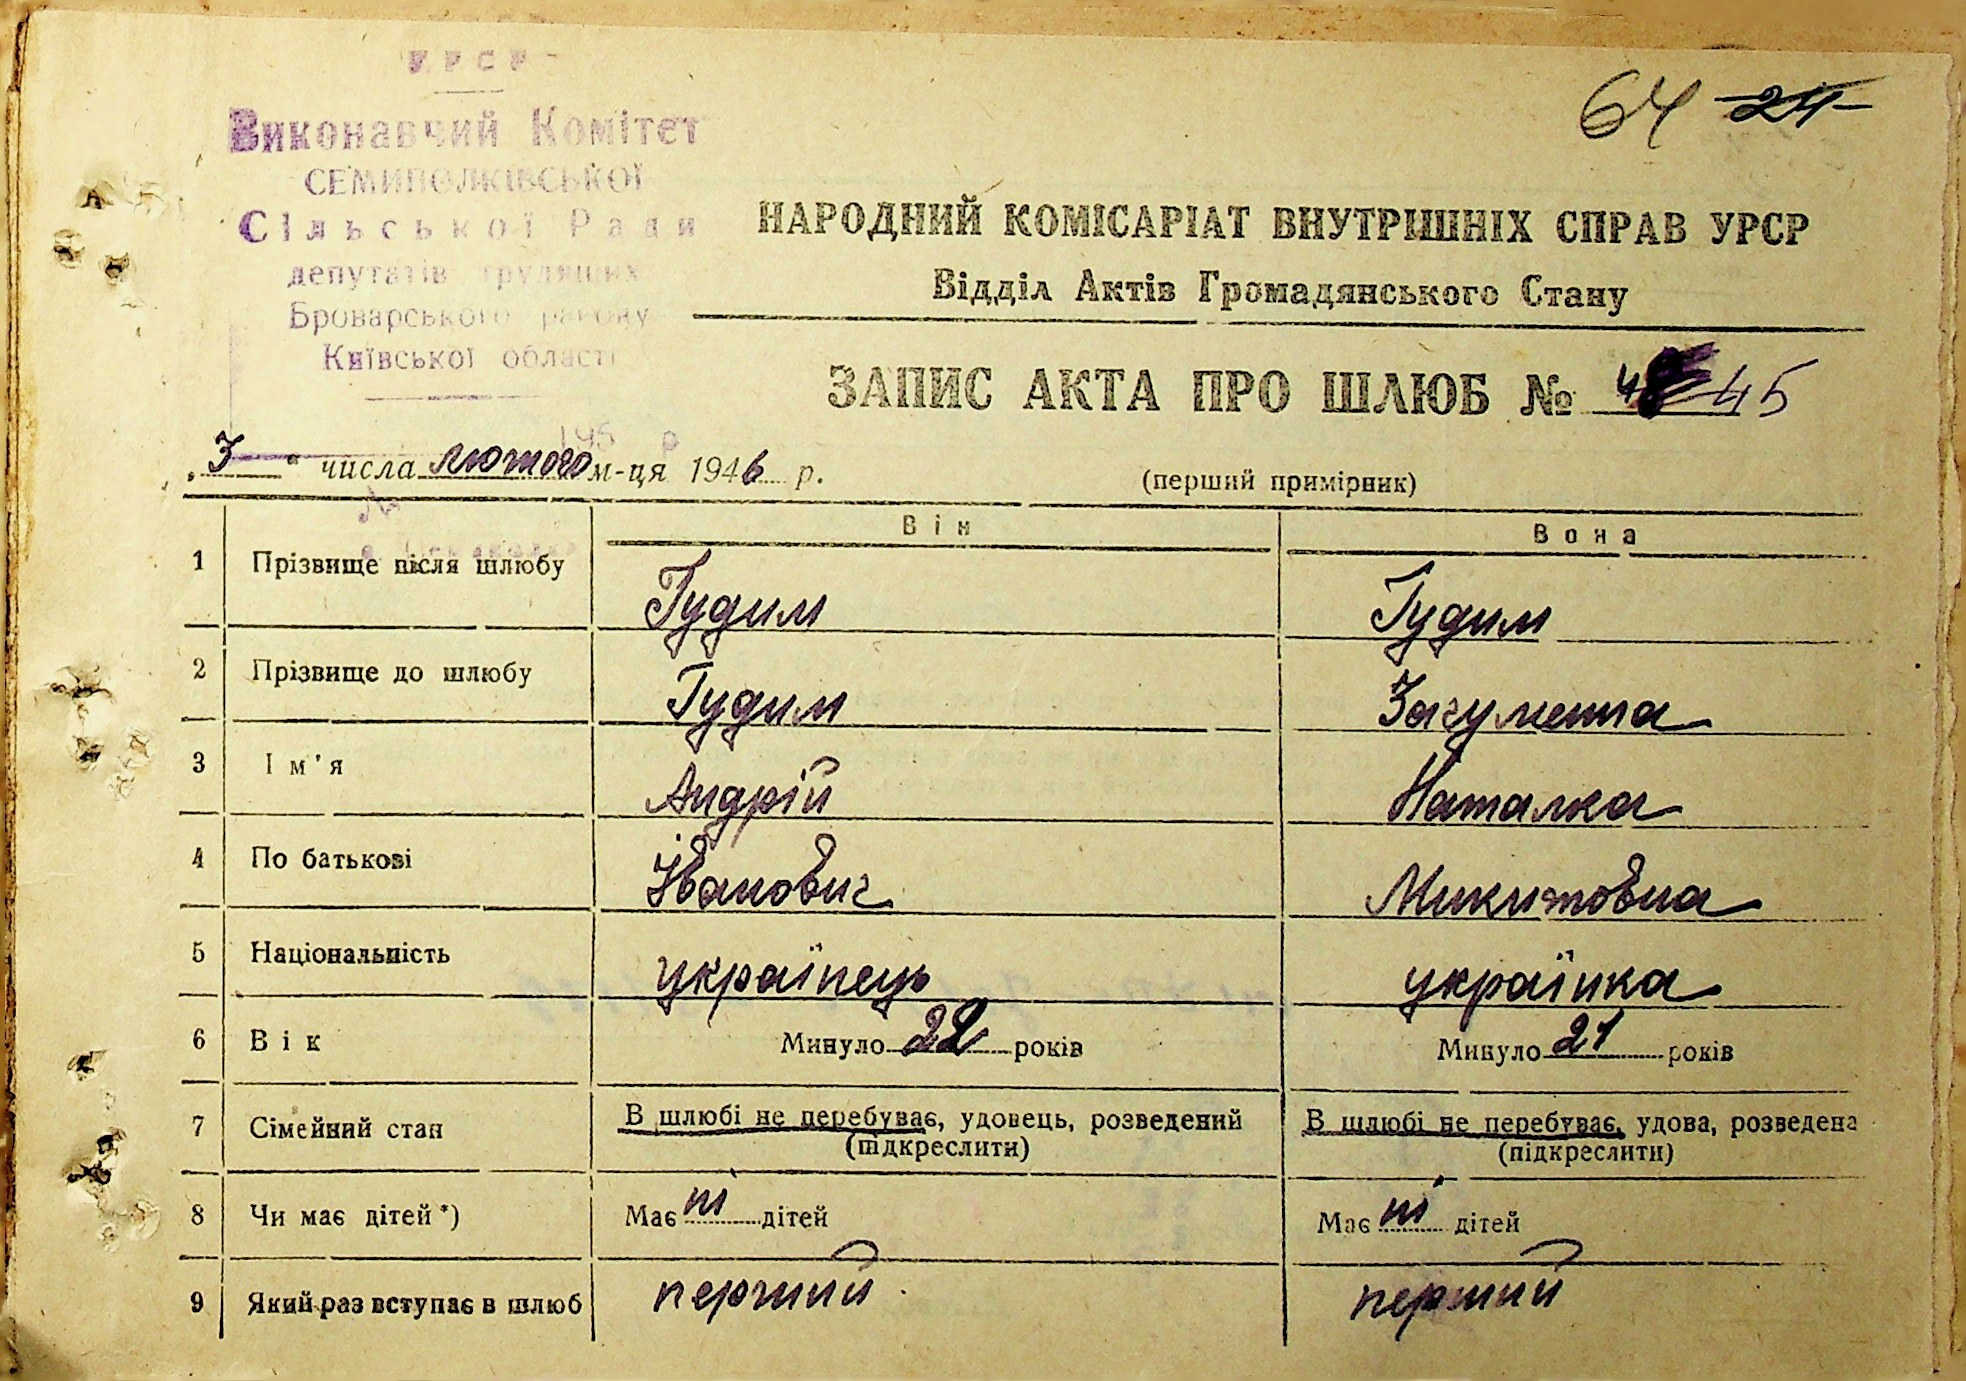 УРСР
64 24
Виконавчий Комітет
СЕМИПОЛКІВСЬКОЇ
Сільської Ради
депутатів трудящих
Броварського району
Київської області
НАРОДНИЙ КОМІСАРІАТ ВНУТРІШНІХ СПРАВ УРСР
Відділ Актів Громадянського Стану
ЗАПИС АКТА ПРО ШЛЮБ № 45
„3“ числа лютого м-ця 1946 р.
(перший примірник)
Він Вона
1 Прізвище після шлюбу Гудим Гудим
2 Прізвище до шлюбу Гудим Загуменна
3 Ім'я Андрій Наталка
4 По батькові Іванович Микитовна
5 Національність українець українка
6 Вік Минуло 22 років Минуло 21 років
7 Сімейний стан В шлюбі не перебуває, удовець, розведений В шлюбі не перебуває, удова, розведена
(підкреслити) (підкреслити)
8 Чи має дітей *) Має ні дітей Має ні дітей
9 Який раз вступає в шлюб перший перший